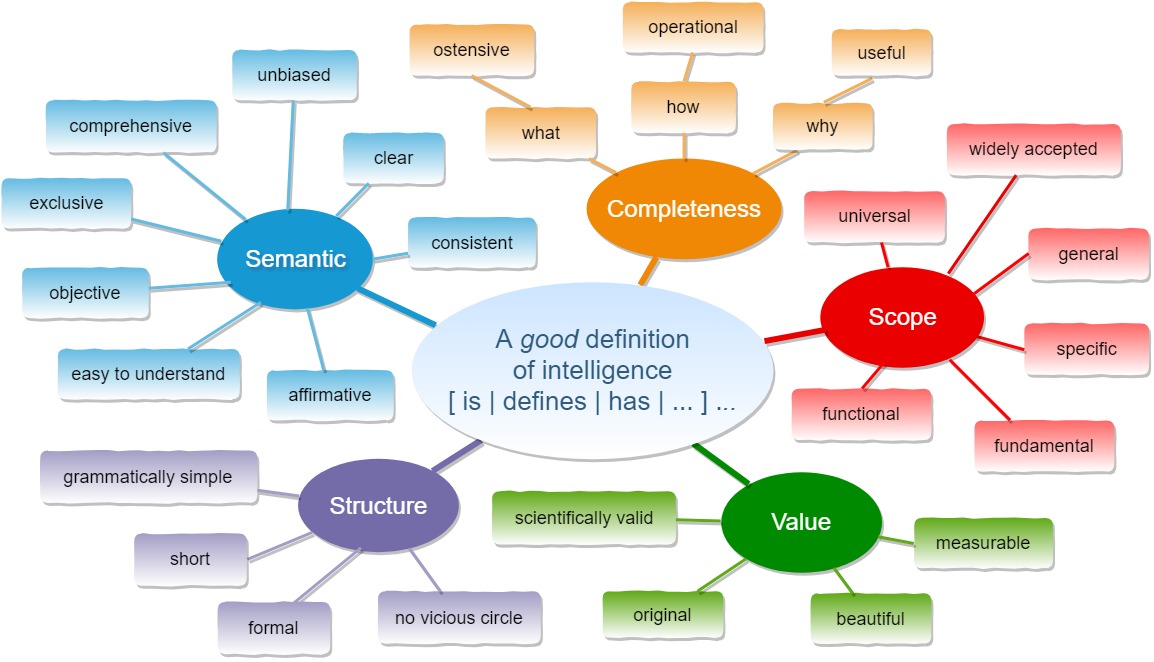 A good definition
of intelligence
[ is | defines | has | ... ] ...
Semantic
unbiased
comprehensive
clear
exclusive
consistent
objective
easy to understand
affirmative
Completeness
ostensive
what
operational
how
useful
why
Scope
widely accepted
universal
general
specific
functional
fundamental
Structure
grammatically simple
short
formal
no vicious circle
Value
scientifically valid
measurable
original
beautiful